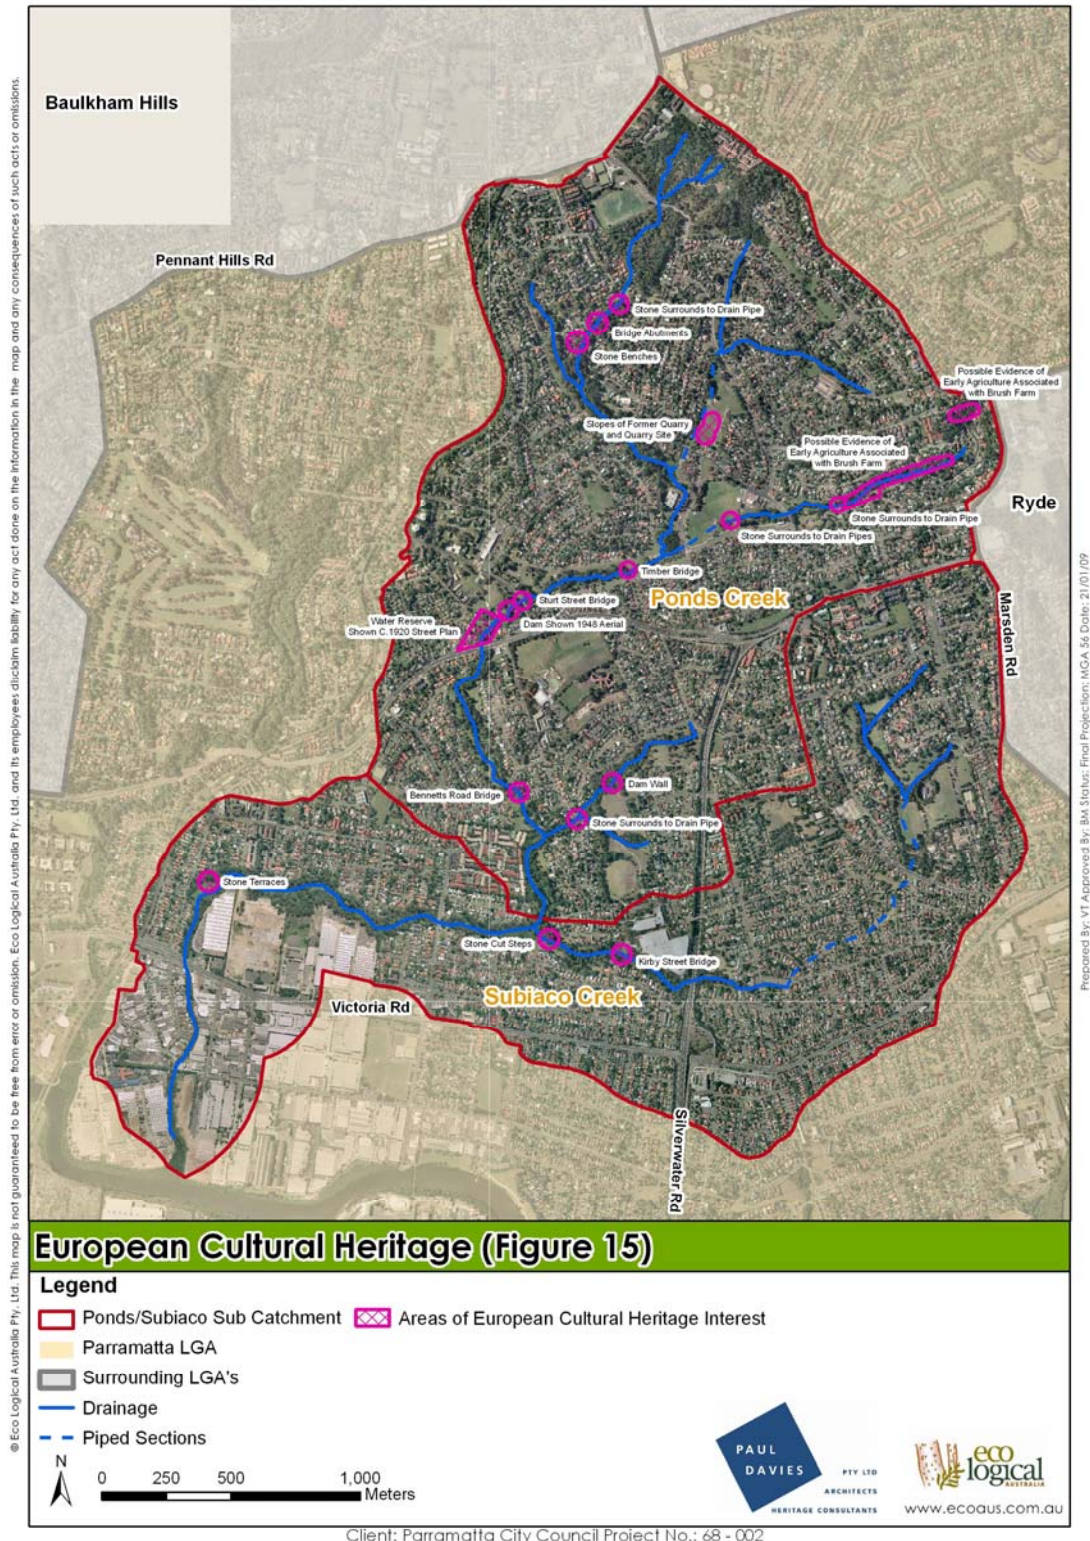 © Eco Logical Australia Pty. Ltd. This map is not guaranteed to be free from error or omission. Eco Logical Australia Pty. Ltd. and its employees disclaim liability for any act done on the information in the map and any consequences of such acts or omissions.
Baulkham Hills
Pennant Hills Rd
Stone Surrounds to Drain Pipe
Bridge Abutments
Stone Benches
Possible Evidence of
Early Agriculture Associated
with Brush Farm
Slopes of Former Quarry
and Quarry Site
Possible Evidence of
Early Agriculture Associated
with Brush Farm
Ryde
Stone Surrounds to Drain Pipe
Stone Surrounds to Drain Pipes
Timber Bridge
Ponds Creek
Sturt Street Bridge
Water Reserve
Shown C.1920 Street Plan
Dam Shown 1948 Aerial
Marsden Rd
Dam Wall
Bennetts Road Bridge
Stone Surrounds to Drain Pipe
Stone Terraces
Stone Cut Steps
Kirby Street Bridge
Subiaco Creek
Victoria Rd
Silverwater Rd
Prepared By: VT Approved By: BM Status: Final Projection: MGA 56 Date: 21/01/09
European Cultural Heritage (Figure 15)
Legend
Ponds/Subiaco Sub Catchment
Areas of European Cultural Heritage Interest
Parramatta LGA
Surrounding LGA's
Drainage
Piped Sections
N
0 250 500 1,000
Meters
PAUL
DAVIES
PTY LTD
ARCHITECTS
HERITAGE CONSULTANTS
eco
logical
AUSTRALIA
www.ecoaus.com.au
Client: Parramatta City Council Project No.: 68 - 002